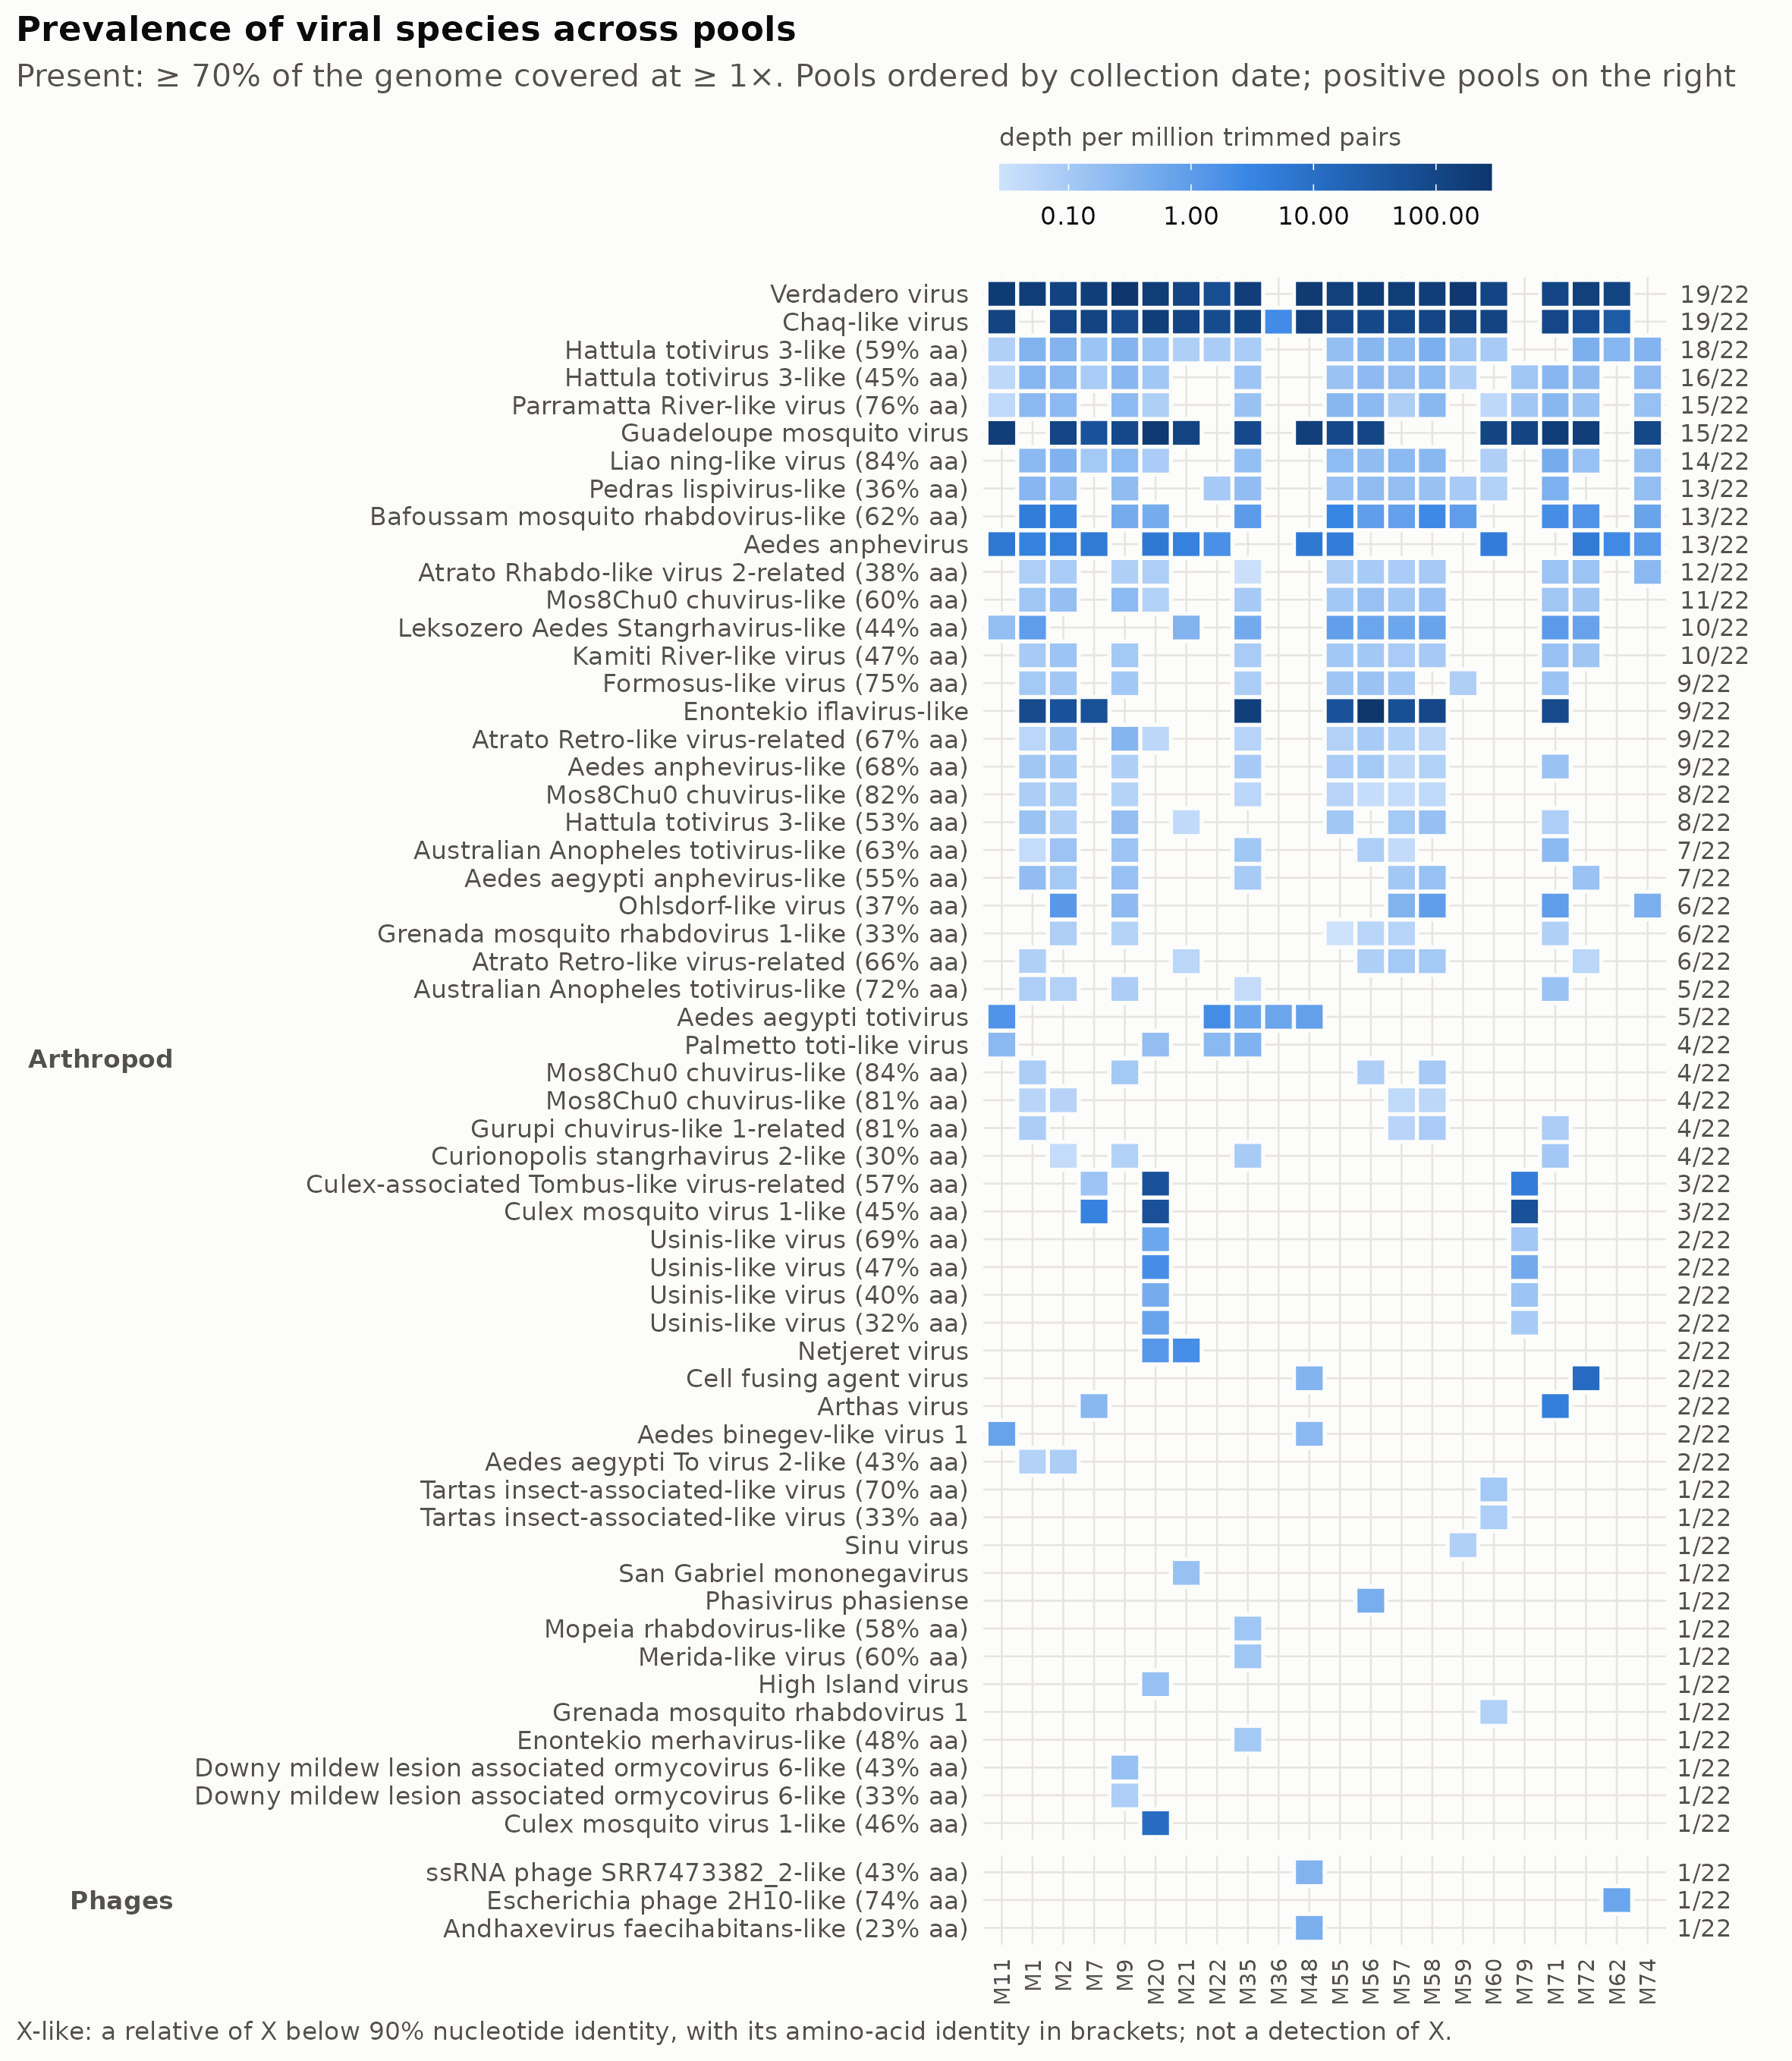 Prevalence of viral species across pools
Present: ≥ 70% of the genome covered at ≥ 1×. Pools ordered by collection date; positive pools on the right
depth per million trimmed pairs
0.10 1.00 10.00 100.00
Verdadero virus 19/22
Chaq-like virus 19/22
Hattula totivirus 3-like (59% aa) 18/22
Hattula totivirus 3-like (45% aa) 16/22
Parramatta River-like virus (76% aa) 15/22
Guadeloupe mosquito virus 15/22
Liao ning-like virus (84% aa) 14/22
Pedras lispivirus-like (36% aa) 13/22
Bafoussam mosquito rhabdovirus-like (62% aa) 13/22
Aedes anphevirus 13/22
Atrato Rhabdo-like virus 2-related (38% aa) 12/22
Mos8Chu0 chuvirus-like (60% aa) 11/22
Leksozero Aedes Stangrhavirus-like (44% aa) 10/22
Kamiti River-like virus (47% aa) 10/22
Formosus-like virus (75% aa) 9/22
Enontekio iflavirus-like 9/22
Atrato Retro-like virus-related (67% aa) 9/22
Aedes anphevirus-like (68% aa) 9/22
Mos8Chu0 chuvirus-like (82% aa) 8/22
Hattula totivirus 3-like (53% aa) 8/22
Australian Anopheles totivirus-like (63% aa) 7/22
Aedes aegypti anphevirus-like (55% aa) 7/22
Ohlsdorf-like virus (37% aa) 6/22
Grenada mosquito rhabdovirus 1-like (33% aa) 6/22
Atrato Retro-like virus-related (66% aa) 6/22
Australian Anopheles totivirus-like (72% aa) 5/22
Aedes aegypti totivirus 5/22
Palmetto toti-like virus 4/22
Arthropod
Mos8Chu0 chuvirus-like (84% aa) 4/22
Mos8Chu0 chuvirus-like (81% aa) 4/22
Gurupi chuvirus-like 1-related (81% aa) 4/22
Curionopolis stangrhavirus 2-like (30% aa) 4/22
Culex-associated Tombus-like virus-related (57% aa) 3/22
Culex mosquito virus 1-like (45% aa) 3/22
Usinis-like virus (69% aa) 2/22
Usinis-like virus (47% aa) 2/22
Usinis-like virus (40% aa) 2/22
Usinis-like virus (32% aa) 2/22
Netjeret virus 2/22
Cell fusing agent virus 2/22
Arthas virus 2/22
Aedes binegev-like virus 1 2/22
Aedes aegypti To virus 2-like (43% aa) 2/22
Tartas insect-associated-like virus (70% aa) 1/22
Tartas insect-associated-like virus (33% aa) 1/22
Sinu virus 1/22
San Gabriel mononegavirus 1/22
Phasivirus phasiense 1/22
Mopeia rhabdovirus-like (58% aa) 1/22
Merida-like virus (60% aa) 1/22
High Island virus 1/22
Grenada mosquito rhabdovirus 1 1/22
Enontekio merhavirus-like (48% aa) 1/22
Downy mildew lesion associated ormycovirus 6-like (43% aa) 1/22
Downy mildew lesion associated ormycovirus 6-like (33% aa) 1/22
Culex mosquito virus 1-like (46% aa) 1/22
ssRNA phage SRR7473382_2-like (43% aa) 1/22
Phages Escherichia phage 2H10-like (74% aa) 1/22
Andhaxevirus faecihabitans-like (23% aa) 1/22
M11 M1 M2 M7 M9 M20 M21 M22 M35 M36 M48 M55 M56 M57 M58 M59 M60 M79 M71 M72 M62 M74
X-like: a relative of X below 90% nucleotide identity, with its amino-acid identity in brackets; not a detection of X.